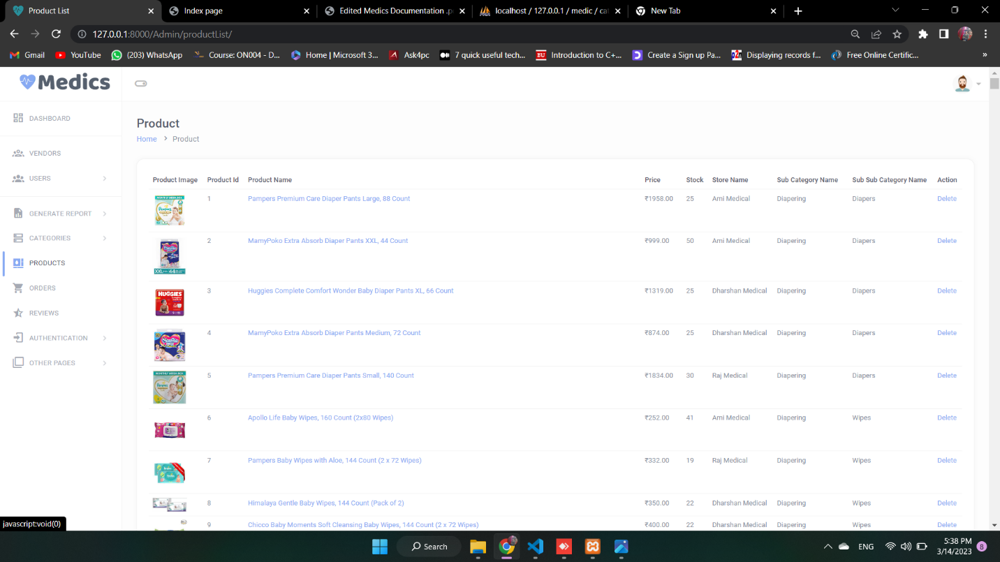 Product List
Index page
Edited Medics Documentation .p
localhost / 127.0.0.1 / medic / ca
New Tab
127.0.0.1:8000/Admin/productList/
Gmail
YouTube
(203) WhatsApp
Course: ON004 - D...
Home | Microsoft 3...
Ask4pc
7 quick useful tech...
Introduction to C+...
Create a Sign up Pa...
Displaying records f...
Free Online Certific...
»
Medics
DASHBOARD
VENDORS
USERS
GENERATE REPORT
CATEGORIES
PRODUCTS
ORDERS
REVIEWS
AUTHENTICATION
OTHER PAGES
Product
Home > Product
Product Image Product Id Product Name Price Stock Store Name Sub Category Name Sub Sub Category Name Action
1 Pampers Premium Care Diaper Pants Large, 88 Count ₹1958.00 25 Ami Medical Diapering Diapers Delete
2 MamyPoko Extra Absorb Diaper Pants XXL, 44 Count ₹999.00 50 Ami Medical Diapering Diapers Delete
3 Huggies Complete Comfort Wonder Baby Diaper Pants XL, 66 Count ₹1319.00 25 Dharshan Medical Diapering Diapers Delete
HUGGIES
4 MamyPoko Extra Absorb Diaper Pants Medium, 72 Count ₹874.00 25 Dharshan Medical Diapering Diapers Delete
5 Pampers Premium Care Diaper Pants Small, 140 Count ₹1834.00 30 Raj Medical Diapering Diapers Delete
6 Apollo Life Baby Wipes, 160 Count (2x80 Wipes) ₹252.00 41 Ami Medical Diapering Wipes Delete
7 Pampers Baby Wipes with Aloe, 144 Count (2 x 72 Wipes) ₹332.00 19 Raj Medical Diapering Wipes Delete
8 Himalaya Gentle Baby WIpes, 144 Count (Pack of 2) ₹350.00 22 Dharshan Medical Diapering Wipes Delete
9 Chicco Baby Moments Soft Cleansing Baby Wipes, 144 Count (2 x 72 Wipes) ₹400.00 22 Dharshan Medical Diapering Wipes Delete
javascript:void(0)
Search
ENG
5:38 PM
3/14/2023
8